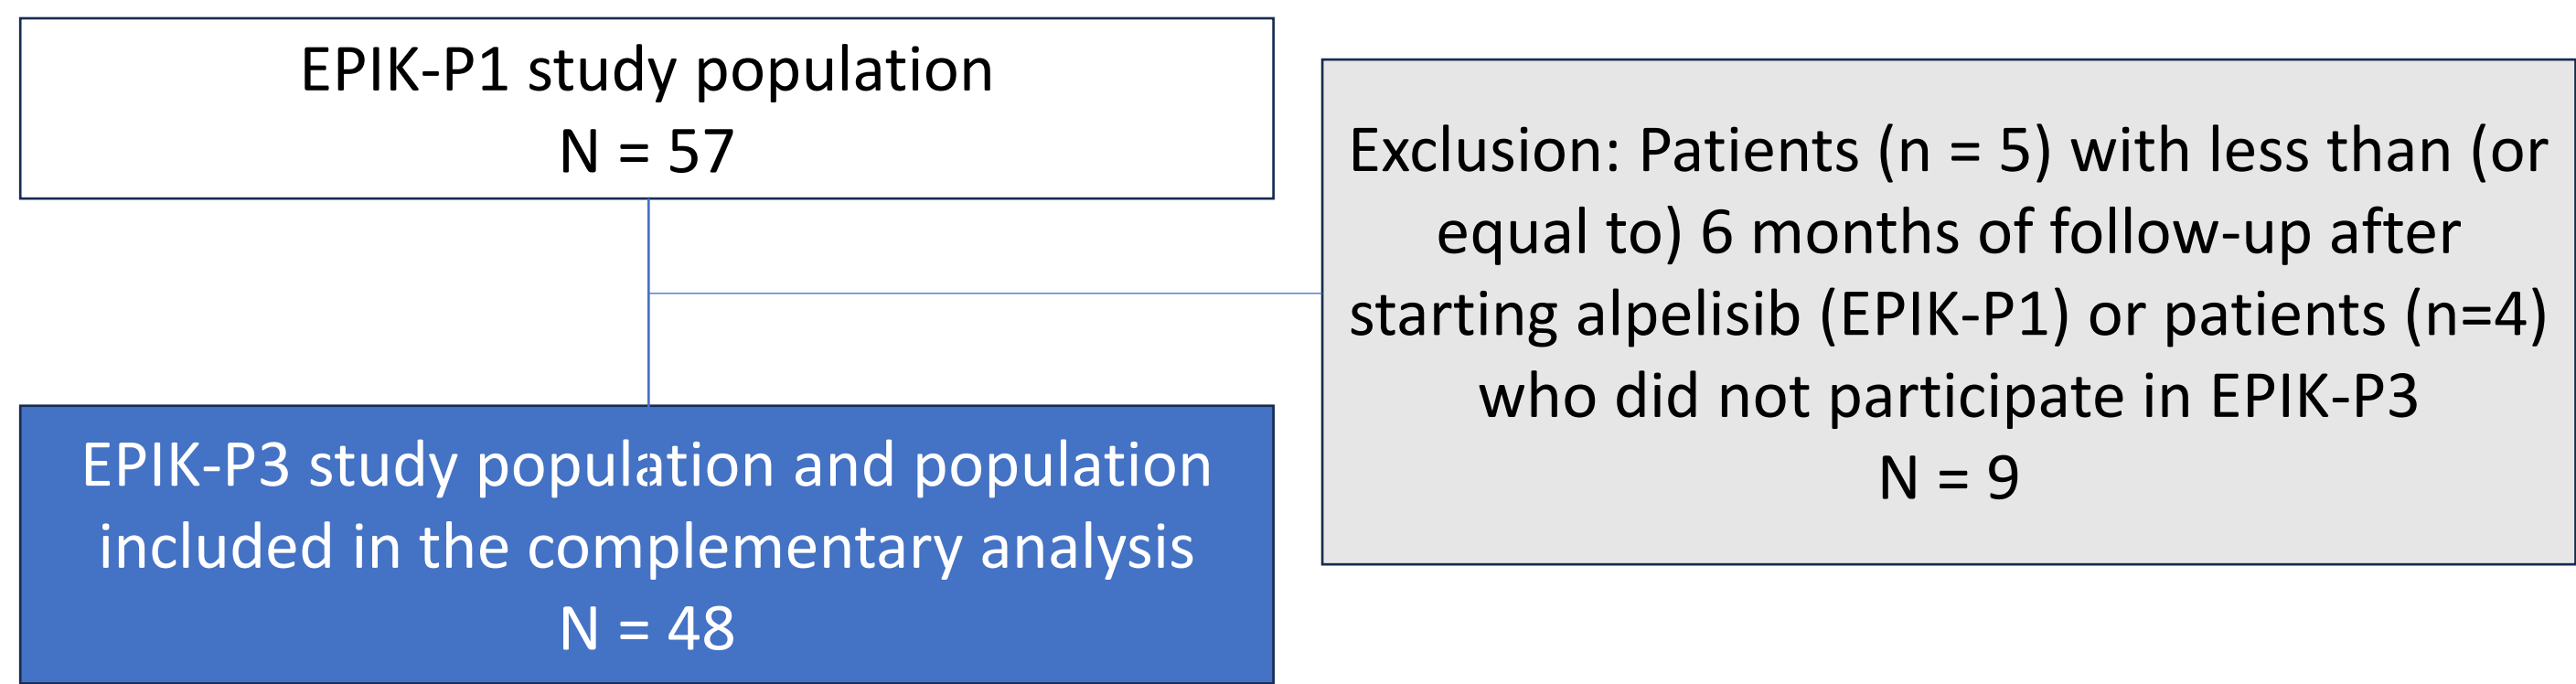 EPIK-P1 study population
N = 57
Exclusion: Patients (n = 5) with less than (or
equal to) 6 months of follow-up after
starting alpelisib (EPIK-P1) or patients (n=4)
who did not participate in EPIK-P3
N = 9
EPIK-P3 study population and population
included in the complementary analysis
N = 48